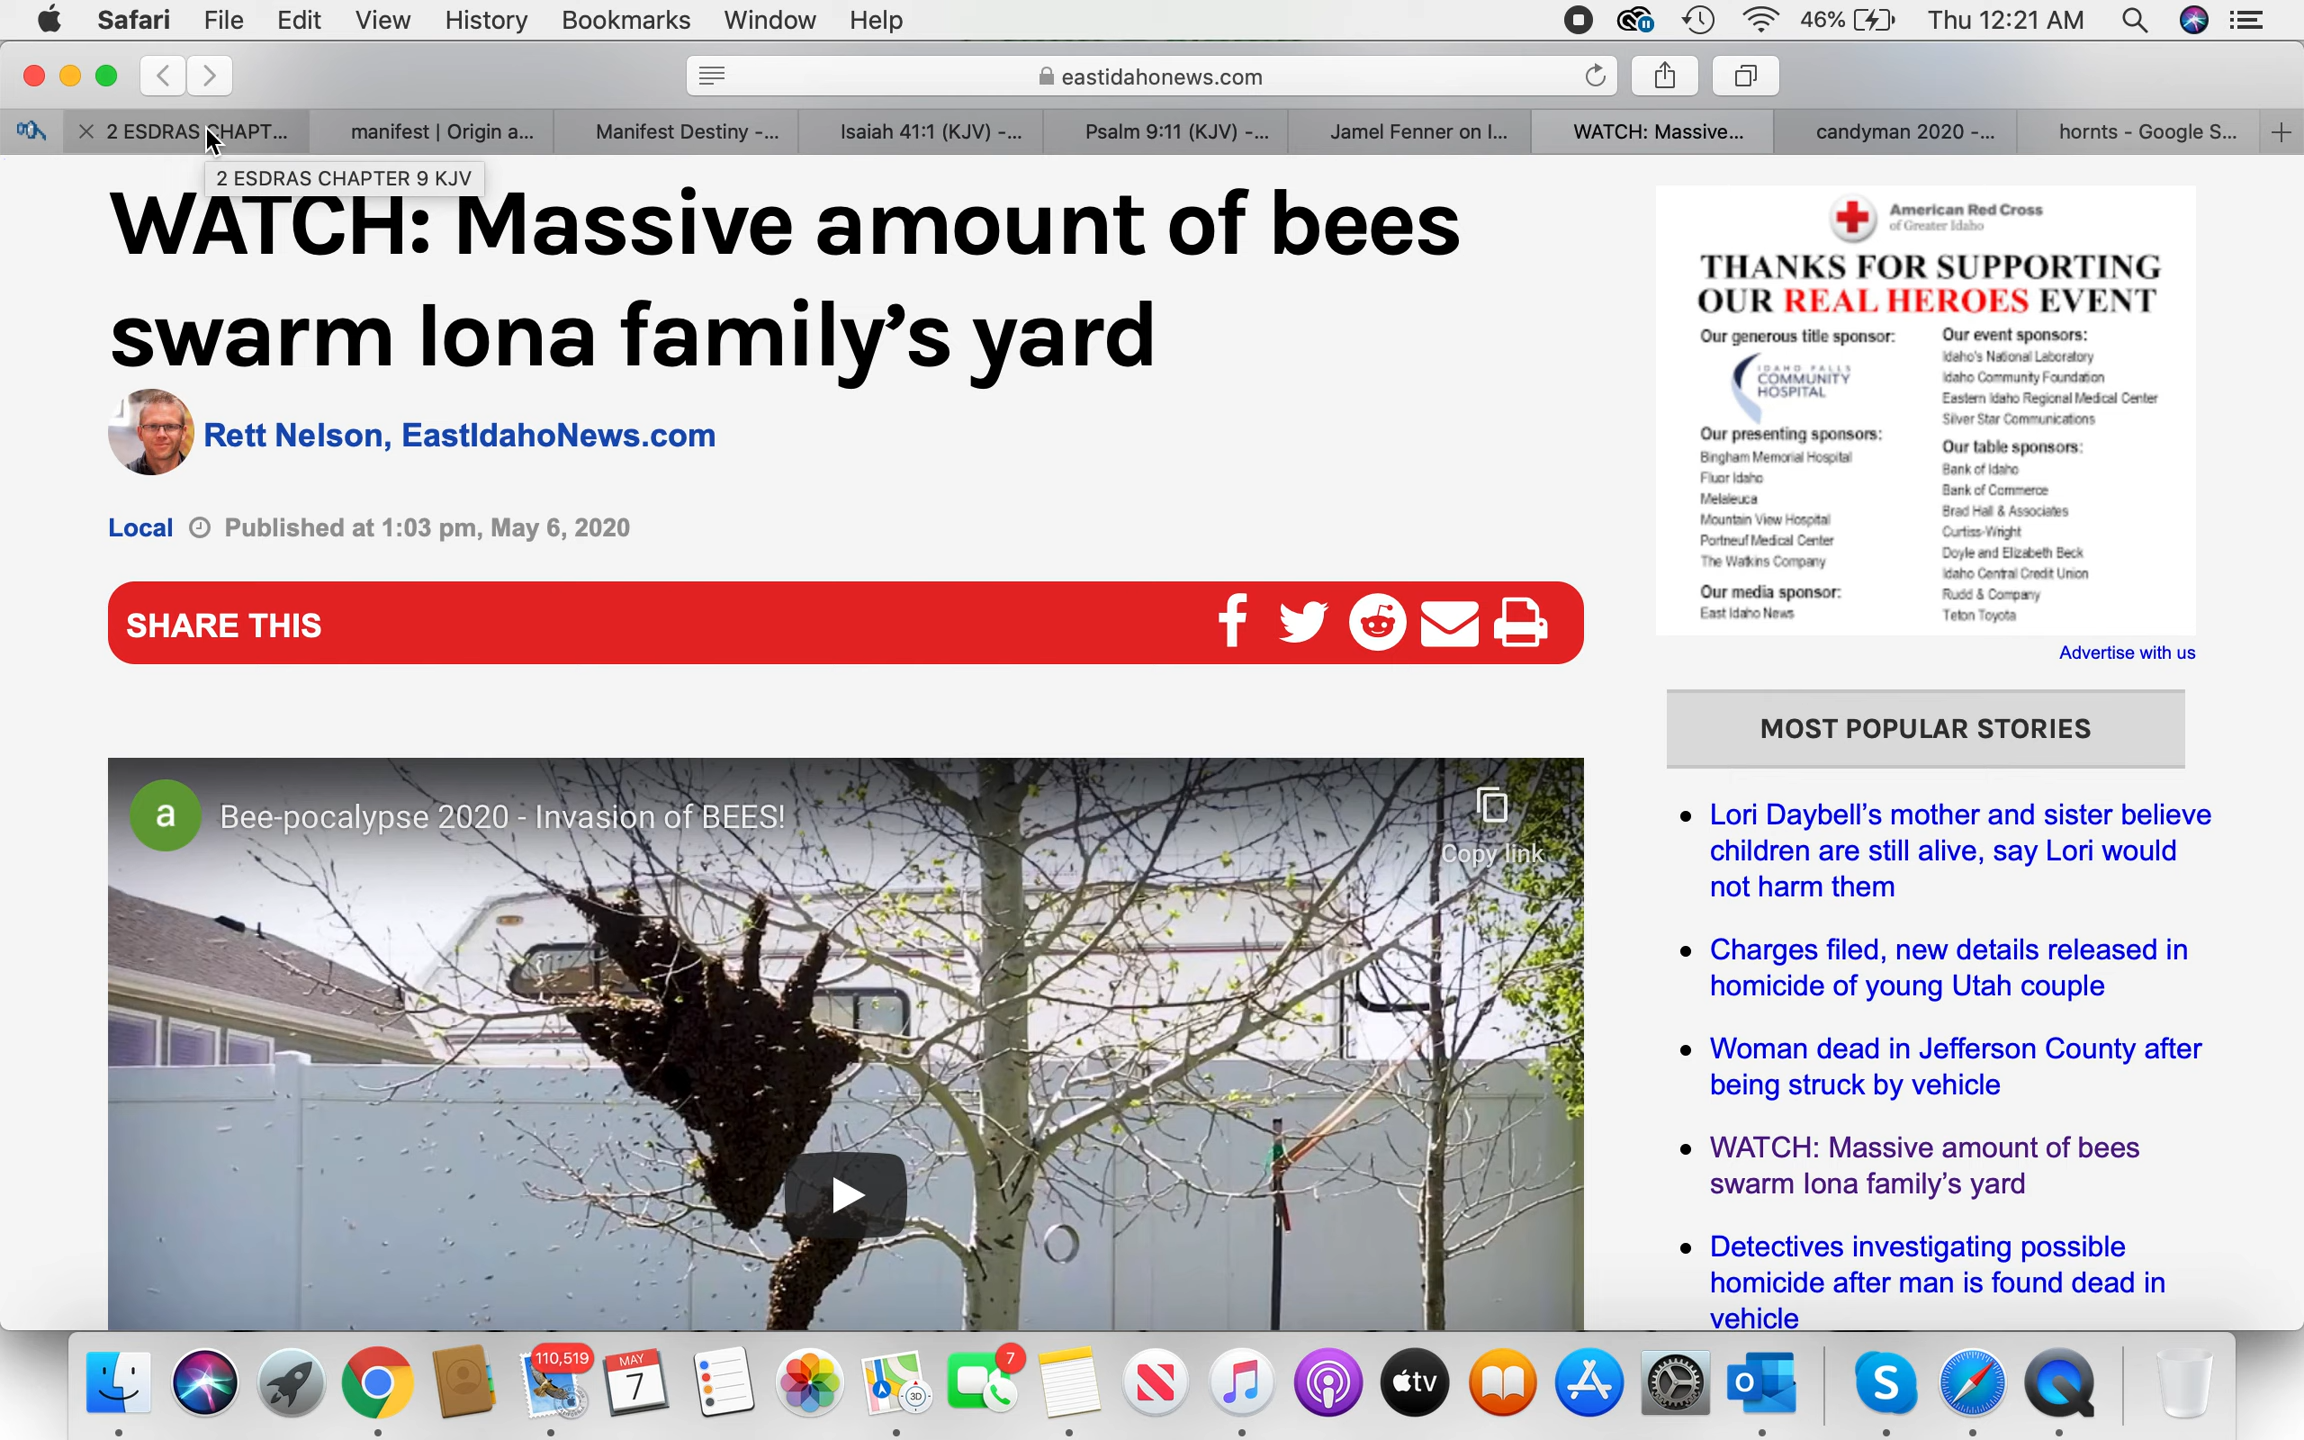 Safari File Edit View History Bookmarks Window Help 46% Thu 12:21 AM
eastidahonews.com
2 ESDRAS CHAPT... manifest | Origin a... Manifest Destiny -... Isaiah 41:1 (KJV) -... Psalm 9:11 (KJV) -... Jamel Fenner on I... WATCH: Massive... candyman 2020 -... hornts - Google S...
2 ESDRAS CHAPTER 9 KJV
WATCH: Massive amount of bees
swarm Iona family’s yard
Rett Nelson, EastIdahoNews.com
Local Published at 1:03 pm, May 6, 2020
SHARE THIS
a Bee-pocalypse 2020 - Invasion of BEES!
Copy link
American Red Cross
of Greater Idaho
THANKS FOR SUPPORTING
OUR REAL HEROES EVENT
Our generous title sponsor:
IDAHO FALLS
COMMUNITY
HOSPITAL
Our presenting sponsors:
Bingham Memorial Hospital
Fluor Idaho
Melaleuca
Mountain View Hospital
Portneuf Medical Center
The Watkins Company
Our media sponsor:
East Idaho News
Our event sponsors:
Idaho's National Laboratory
Idaho Community Foundation
Eastern Idaho Regional Medical Center
Silver Star Communications
Our table sponsors:
Bank of Idaho
Bank of Commerce
Brad Hall & Associates
Curtiss-Wright
Doyle and Elizabeth Beck
Idaho Central Credit Union
Rudd & Company
Teton Toyota
Advertise with us
MOST POPULAR STORIES
Lori Daybell’s mother and sister believe
children are still alive, say Lori would
not harm them
Charges filed, new details released in
homicide of young Utah couple
Woman dead in Jefferson County after
being struck by vehicle
WATCH: Massive amount of bees
swarm Iona family’s yard
Detectives investigating possible
homicide after man is found dead in
vehicle
110,519 MAY 7 3D 7 tv O S